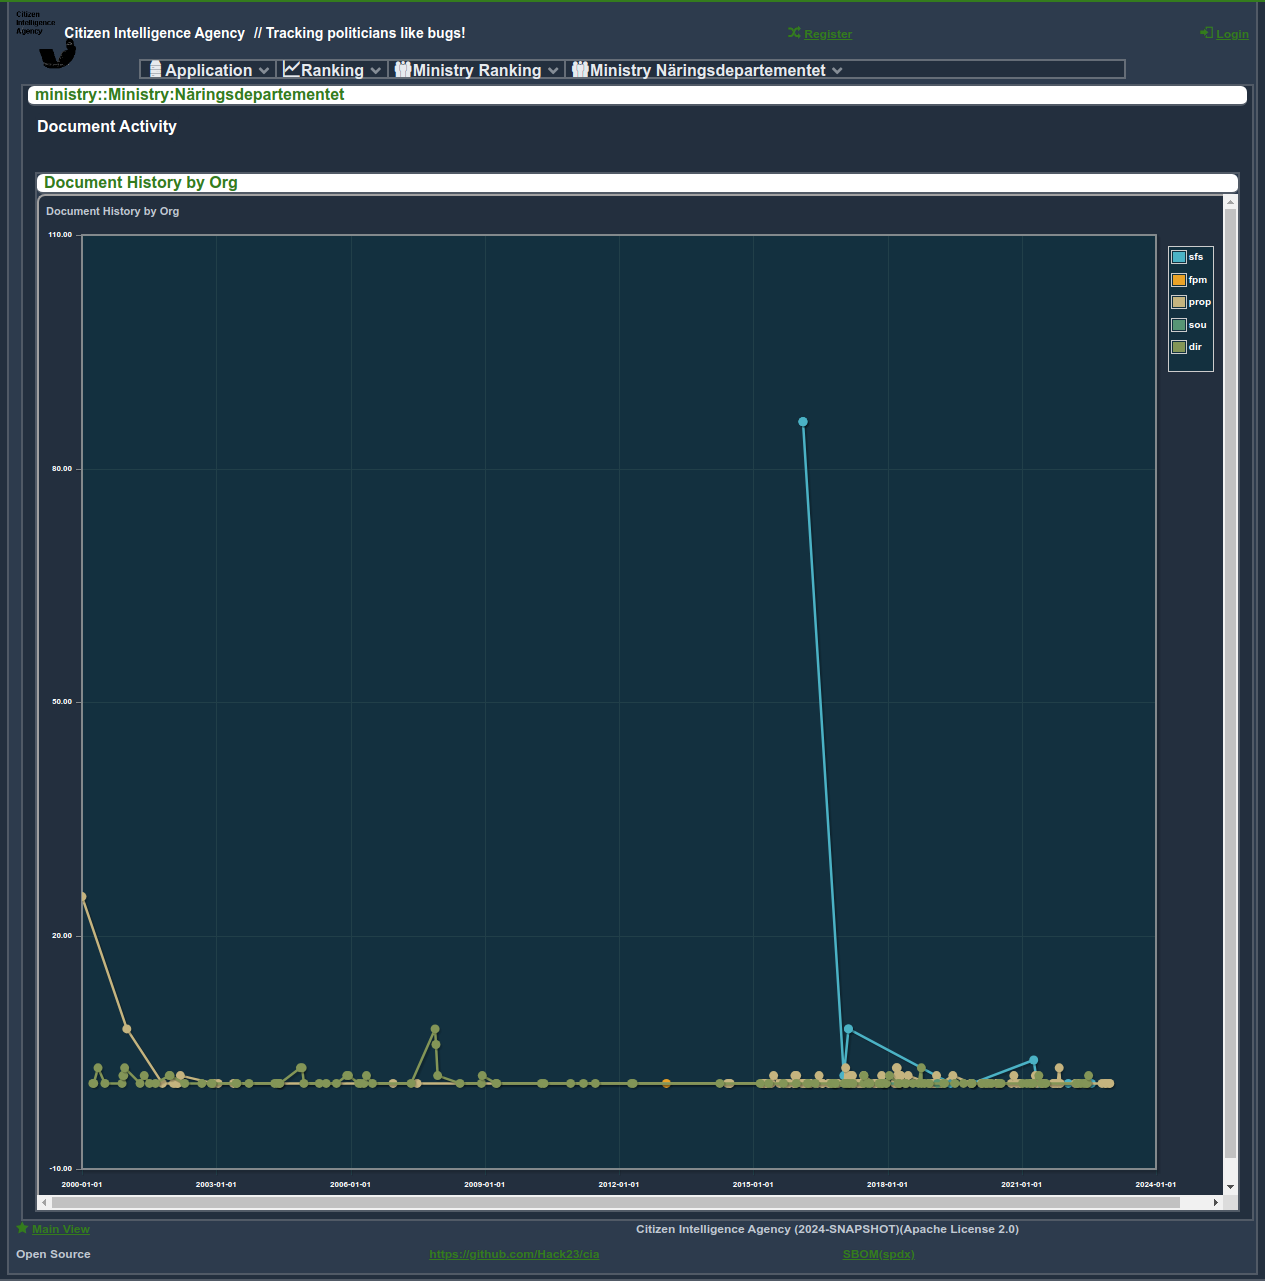 Citizen
Intelligence
Agency
Citizen Intelligence Agency // Tracking politicians like bugs!
Register
Login
Application
Ranking
Ministry Ranking
Ministry Näringsdepartementet
ministry::Ministry:Näringsdepartementet
Document Activity
Document History by Org
Document History by Org
110.00
80.00
50.00
20.00
-10.00
2000-01-01 2003-01-01 2006-01-01 2009-01-01 2012-01-01 2015-01-01 2018-01-01 2021-01-01 2024-01-01
sfs
fpm
prop
sou
dir
Main View
Citizen Intelligence Agency (2024-SNAPSHOT)(Apache License 2.0)
Open Source
https://github.com/Hack23/cia
SBOM(spdx)